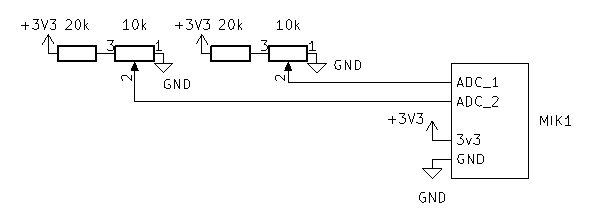 +3V3 20k 10k +3V3 20k 10k
3 1 3 1
2 GND 2 GND
ADC_1
ADC_2
+3V3 MIK1
3v3
GND
GND